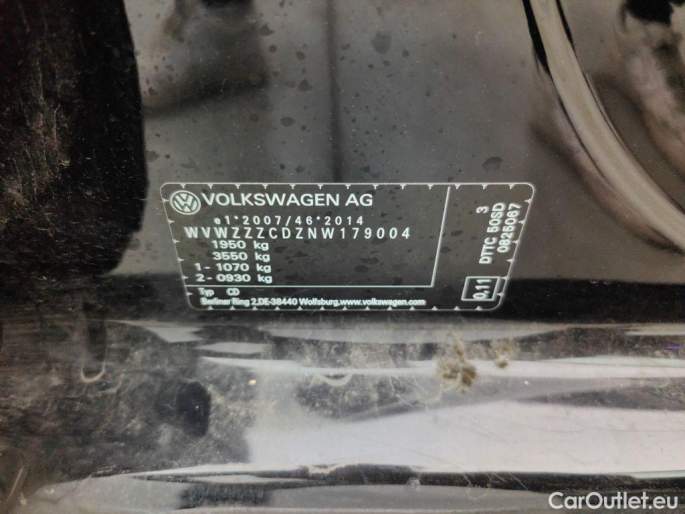 VOLKSWAGEN AG
e1*2007/46*2014
WVWZZZCDZNW179004
1950 kg
3550 kg
1 - 1070 kg
2 - 0930 kg
Typ CD
Berliner Ring 2,DE-38440 Wolfsburg,www.volkswagen.com
3
DTTC 50SD
0825067
0.11
CarOutlet.eu